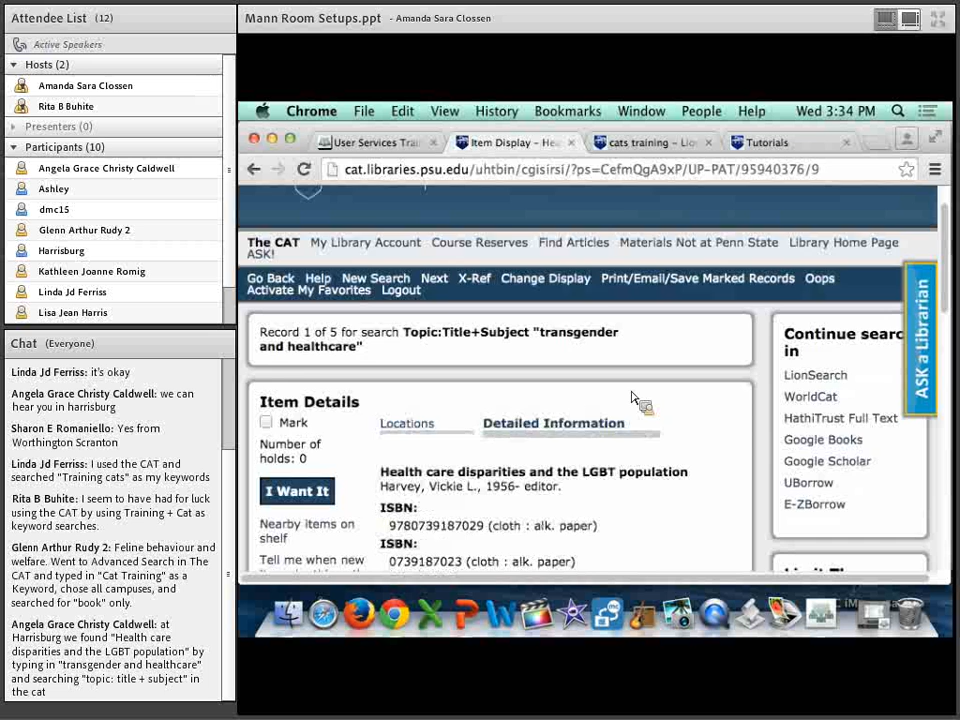 Attendee List (12)
Active Speakers
Hosts (2)
Amanda Sara Clossen
Rita B Buhite
Presenters (0)
Participants (10)
Angela Grace Christy Caldwell
Ashley
dmc15
Glenn Arthur Rudy 2
Harrisburg
Kathleen Joanne Romig
Linda Jd Ferriss
Lisa Jean Harris
Chat (Everyone)
Linda Jd Ferriss: it's okay
Angela Grace Christy Caldwell: we can
hear you in harrisburg
Sharon E Romaniello: Yes from
Worthington Scranton
Linda Jd Ferriss: I used the CAT and
searched "Training cats" as my keywords
Rita B Buhite: I seem to have had for luck
using the CAT by using Training + Cat as
keyword searches.
Glenn Arthur Rudy 2: Feline behaviour and
welfare. Went to Advanced Search in The
CAT and typed in "Cat Training" as a
Keyword, chose all campuses, and
searched for "book" only.
Angela Grace Christy Caldwell: at
Harrisburg we found "Health care
disparities and the LGBT population" by
typing in "transgender and healthcare"
and searching "topic: title + subject" in
the cat
Mann Room Setups.ppt - Amanda Sara Clossen
Chrome File Edit View History Bookmarks Window People Help Wed 3:34 PM
User Services Trai Item Display - Hea cats training - Lio Tutorials
cat.libraries.psu.edu/uhtbin/cgisirsi/?ps=CefmQgA9xP/UP-PAT/95940376/9
The CAT My Library Account Course Reserves Find Articles Materials Not at Penn State Library Home Page
ASK!
Go Back Help New Search Next X-Ref Change Display Print/Email/Save Marked Records Oops
Activate My Favorites Logout
Record 1 of 5 for search Topic:Title+Subject "transgender
and healthcare"
Item Details
Mark
Locations
Detailed Information
Number of
holds: 0
I Want It
Nearby items on
shelf
Tell me when new
Health care disparities and the LGBT population
Harvey, Vickie L., 1956- editor.
ISBN:
9780739187029 (cloth : alk. paper)
ISBN:
0739187023 (cloth : alk. paper)
Continue searc
in
LionSearch
WorldCat
HathiTrust Full Text
Google Books
Google Scholar
UBorrow
E-ZBorrow
ASK a Librarian